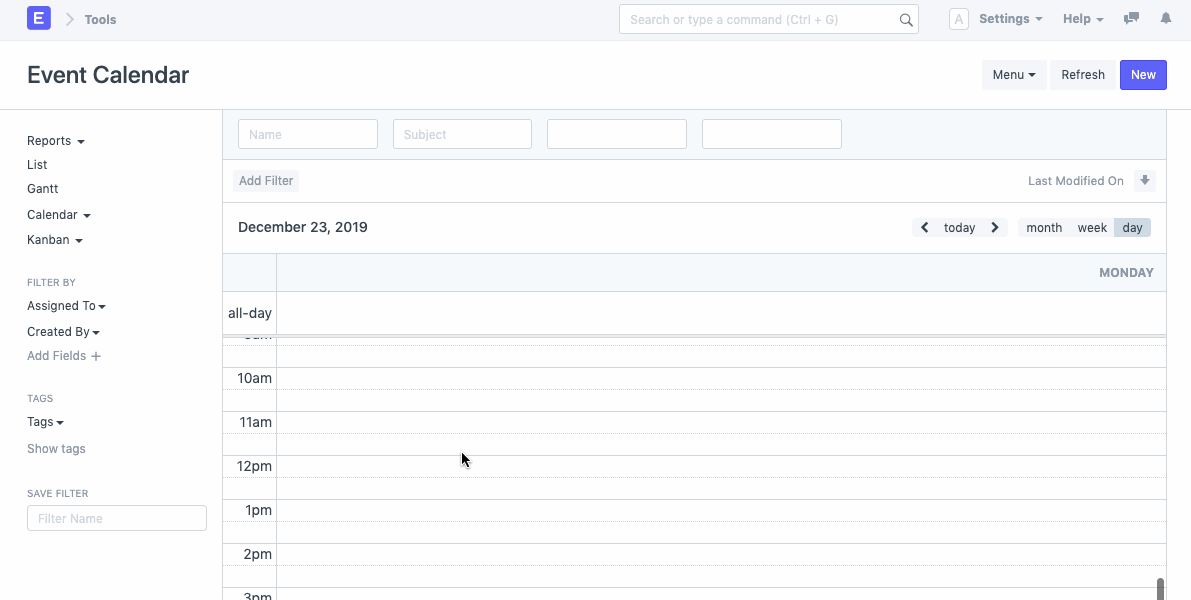 E
Tools
Search or type a command (Ctrl + G)
A
Settings
Help
Event Calendar
Menu
Refresh
New
Reports
List
Gantt
Calendar
Kanban
FILTER BY
Assigned To
Created By
Add Fields +
TAGS
Tags
Show tags
SAVE FILTER
Filter Name
Name
Subject
Add Filter
Last Modified On
December 23, 2019
today
month
week
day
MONDAY
all-day
10am
11am
12pm
1pm
2pm
3pm